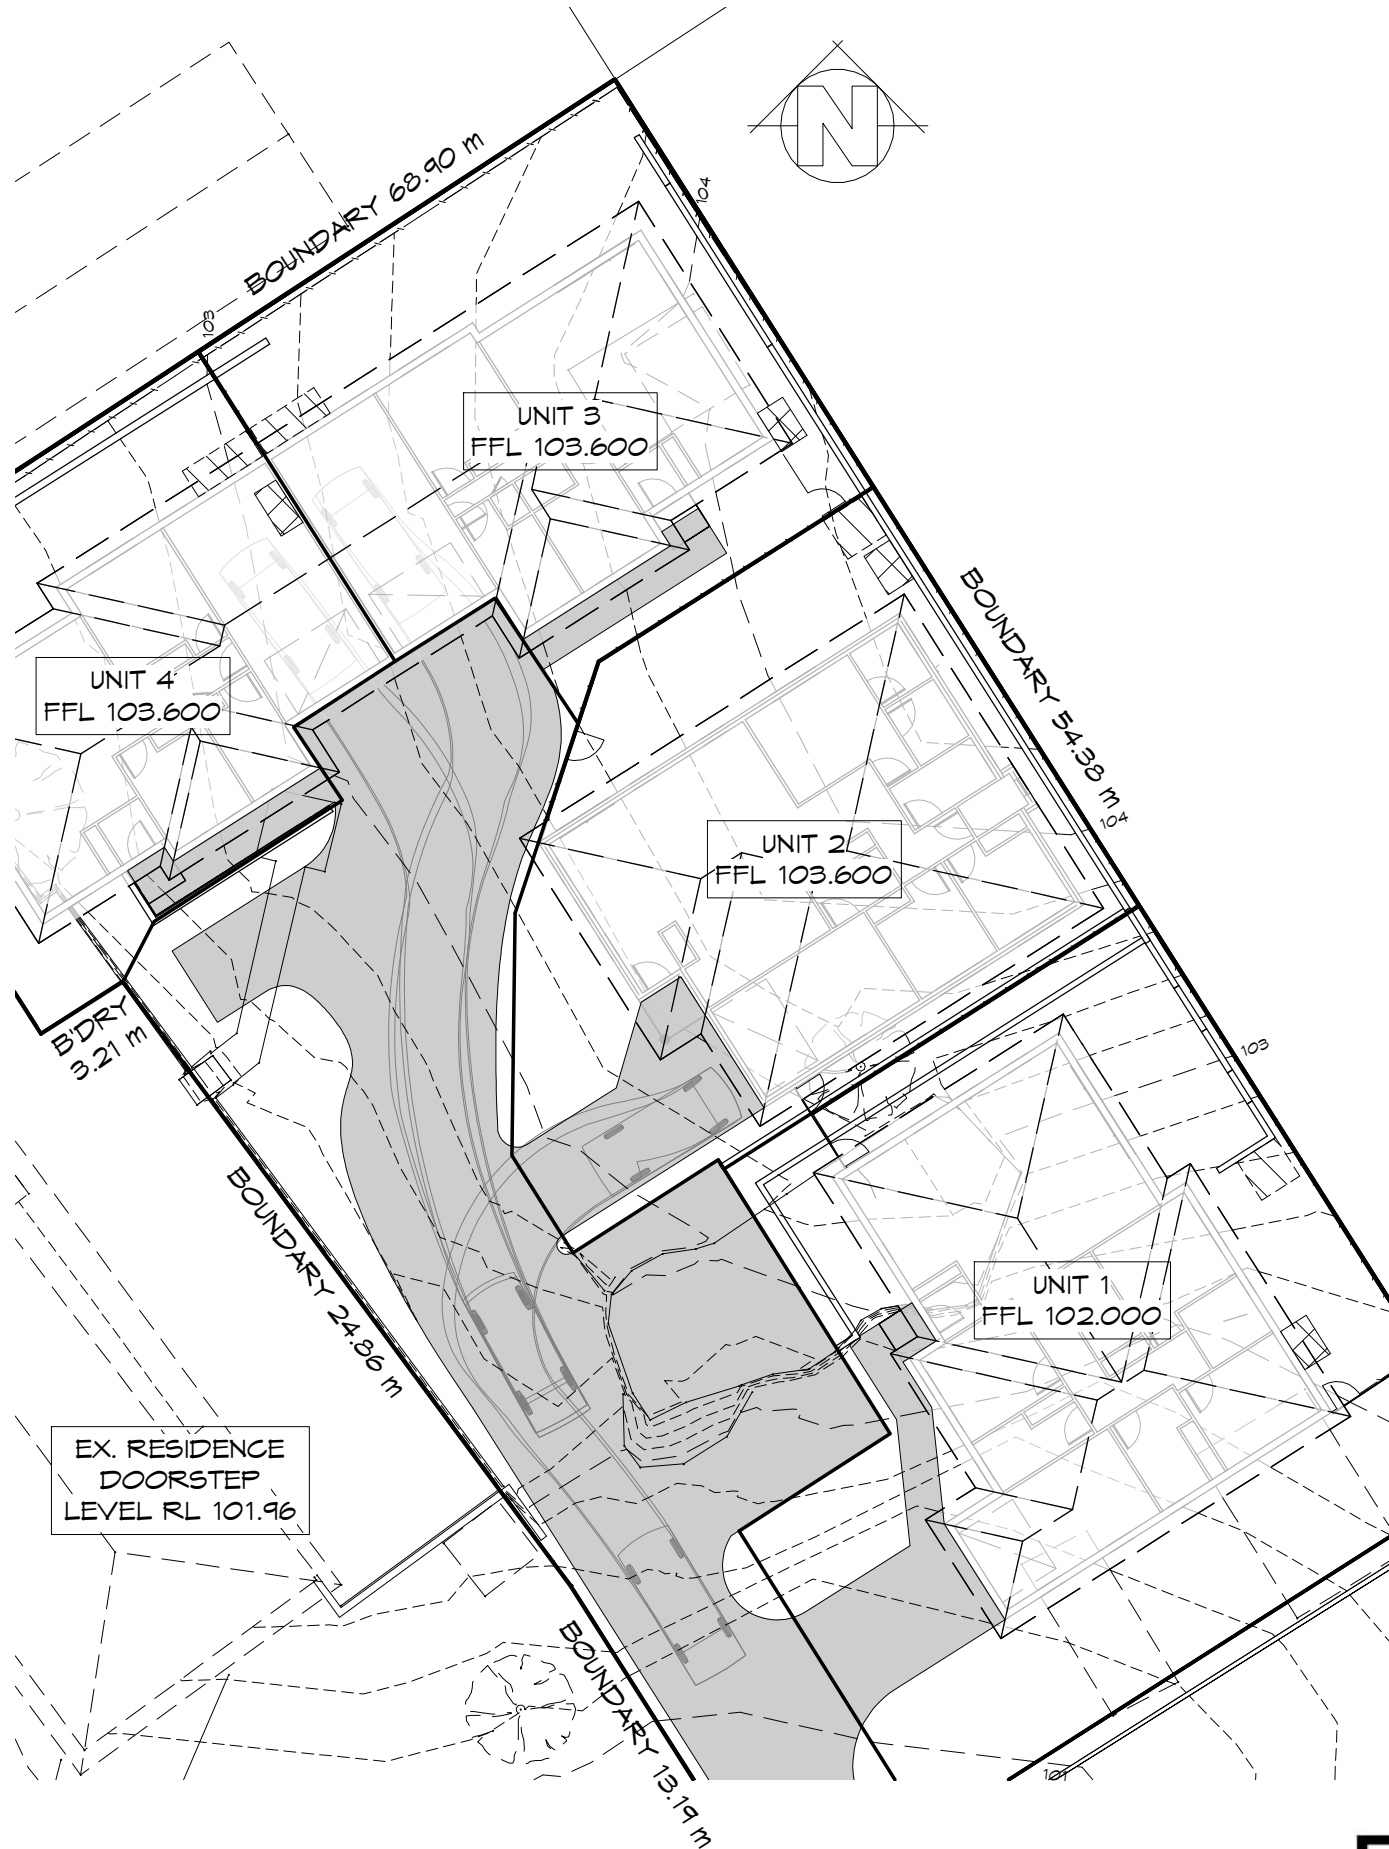 N
BOUNDARY 68.90 m
104
103
UNIT 3
FFL 103.600
BOUNDARY 54.38 m
UNIT 4
FFL 103.600
104
UNIT 2
FFL 103.600
B'DRY
3.21 m
103
BOUNDARY 24.86 m
UNIT 1
FFL 102.000
EX. RESIDENCE
DOORSTEP
LEVEL RL 101.96
BOUNDARY 13.19 m